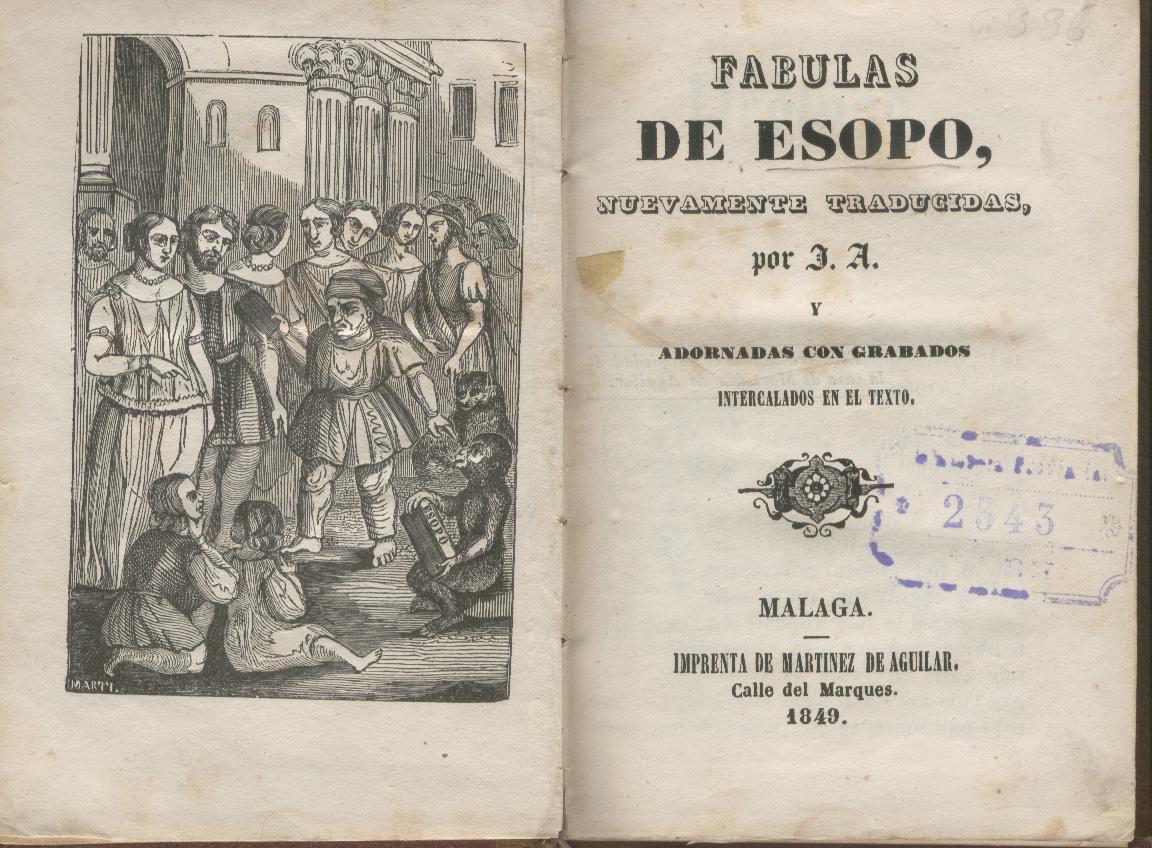 MARTI.
ESOPO
6336
FABULAS
DE ESOPO,
NUEVAMENTE TRADUCIDAS,
por J. A.
Y
ADORNADAS CON GRABADOS
INTERCALADOS EN EL TEXTO.
2343
MALAGA.
IMPRENTA DE MARTINEZ DE AGUILAR.
Calle del Marques.
1849.